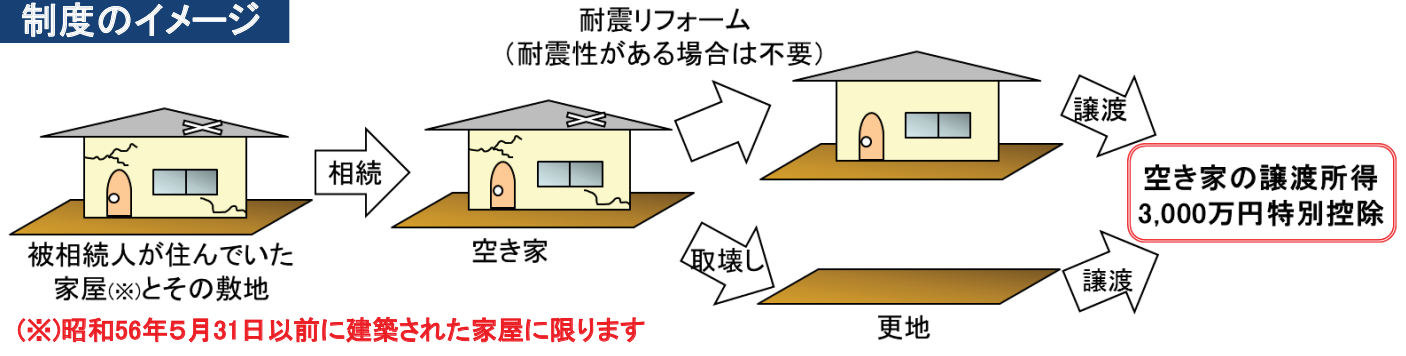 制度のイメージ
耐震リフォーム
（耐震性がある場合は不要）
相続
譲渡
空き家の譲渡所得
3,000万円特別控除
被相続人が住んでいた
家屋(※)とその敷地
空き家
取壊し
譲渡
更地
(※)昭和56年５月31日以前に建築された家屋に限ります